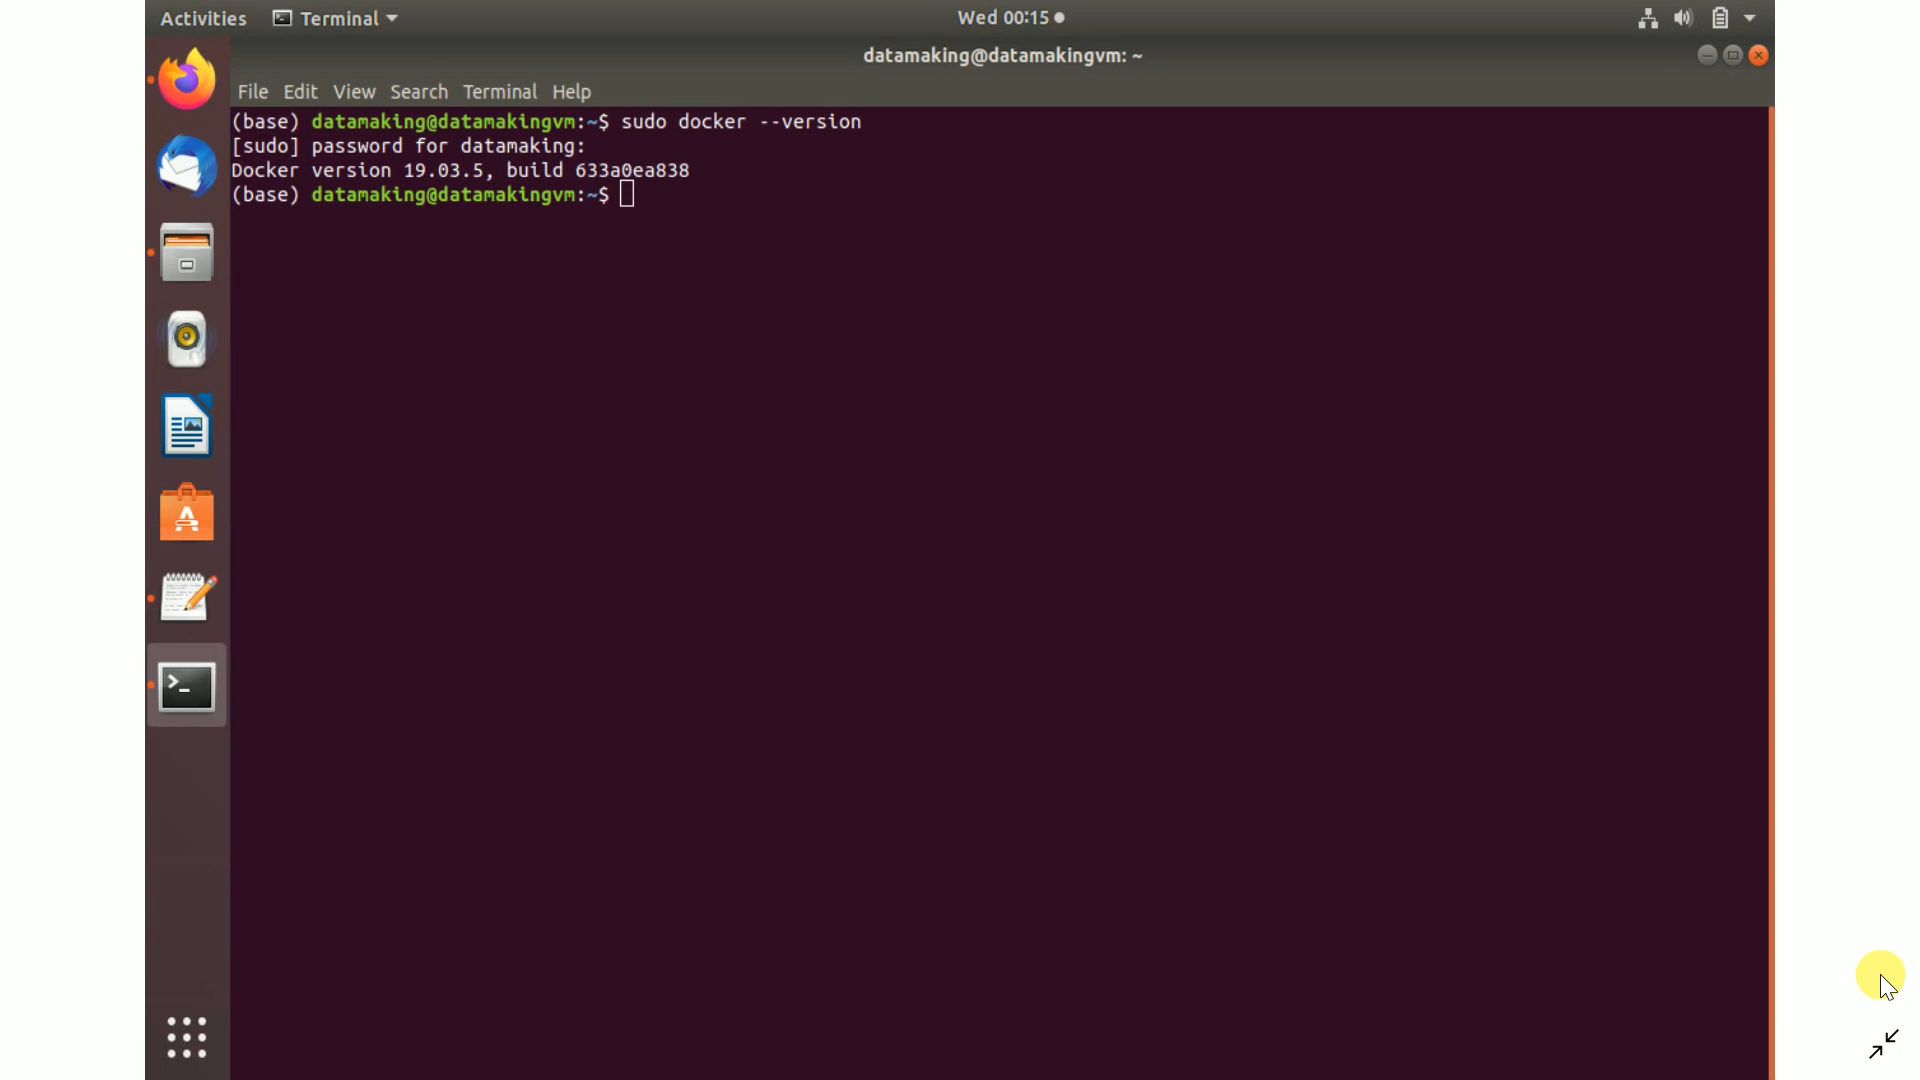 Activities Terminal Wed 00:15
datamaking@datamakingvm: ~
File Edit View Search Terminal Help
(base) datamaking@datamakingvm:~$ sudo docker --version
[sudo] password for datamaking:
Docker version 19.03.5, build 633a0ea838
(base) datamaking@datamakingvm:~$